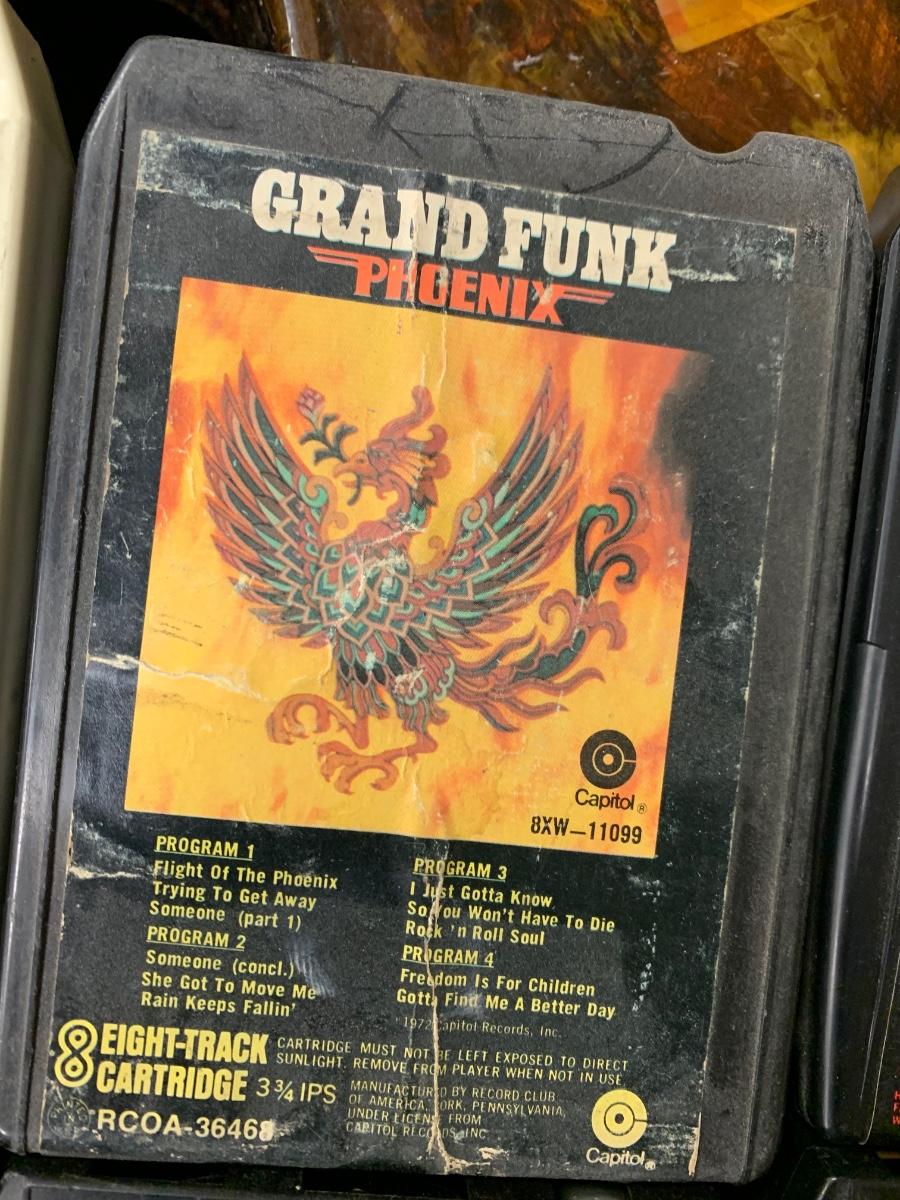 GRAND FUNK
PHOENIX
Capitol®
8XW-11099
PROGRAM 1
Flight Of The Phoenix
Trying To Get Away
Someone (part 1)
PROGRAM 2
Someone (concl.)
She Got To Move Me
Rain Keeps Fallin'
PROGRAM 3
I Just Gotta Know
So You Won't Have To Die
Rock 'n Roll Soul
PROGRAM 4
Freedom Is For Children
Gotta Find Me A Better Day
1972 Capitol Records, Inc.
8 EIGHT-TRACK
CARTRIDGE 3 3/4 IPS
CARTRIDGE MUST NOT BE LEFT EXPOSED TO DIRECT
SUNLIGHT. REMOVE FROM PLAYER WHEN NOT IN USE
MANUFACTURED BY RECORD CLUB
OF AMERICA, YORK, PENNSYLVANIA,
UNDER LICENSE FROM
CAPITOL RECORDS, INC
RCOA-36468
Capitol®